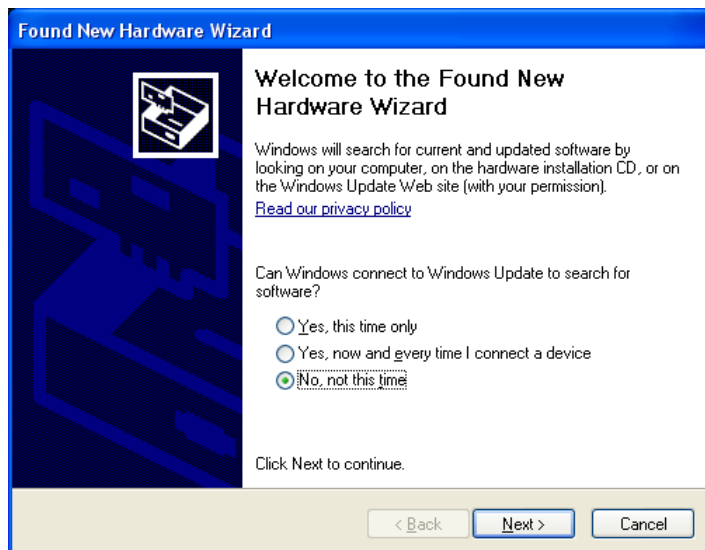 Found New Hardware Wizard
Welcome to the Found New
Hardware Wizard
Windows will search for current and updated software by
looking on your computer, on the hardware installation CD, or on
the Windows Update Web site (with your permission).
Read our privacy policy
Can Windows connect to Windows Update to search for
software?
Yes, this time only
Yes, now and every time I connect a device
No, not this time
Click Next to continue.
< Back
Next >
Cancel